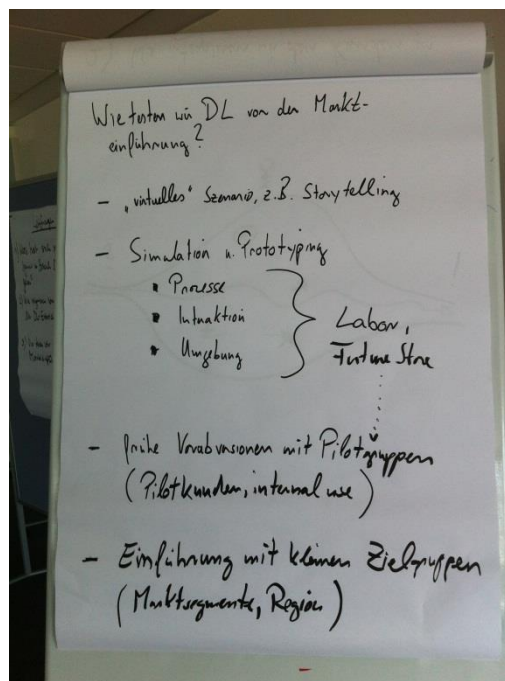 Wie testen wir DL vor der Markt-
einführung?
- „virtuelles" Szenario, z.B. Storytelling
- Simulation u. Prototyping
▪ Prozesse
▪ Interaktion
▪ Umgebung
Labor,
Future Store
- frühe Vorabversionen mit Pilotgruppen
(Pilotkunden, internal use)
- Einführung mit kleinen Zielgruppen
(Marktsegmente, Region)